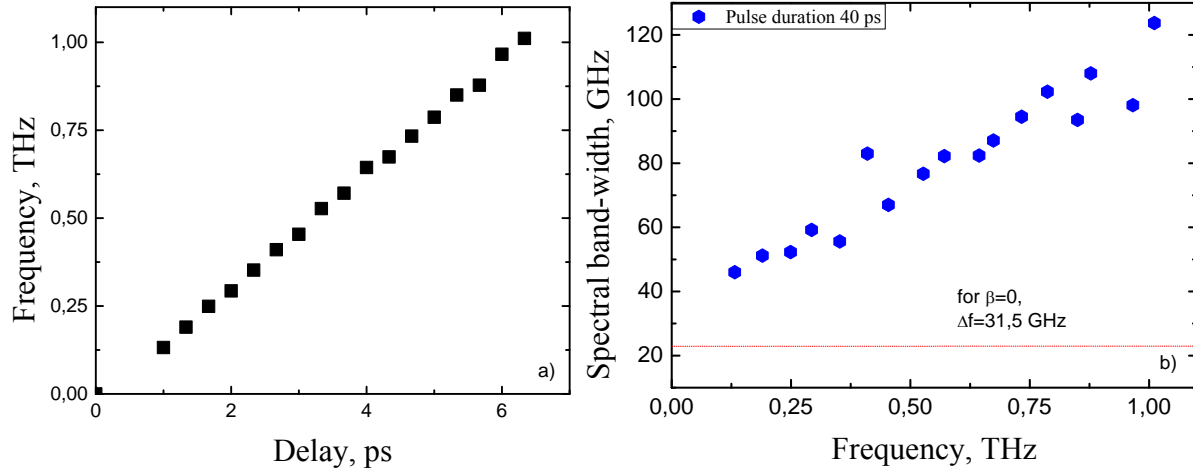 1,00
0,75
0,50
0,25
0,00
0
2
4
6
Frequency, THz
Delay, ps
a)
Pulse duration 40 ps
120
100
80
60
40
20
0,00
0,25
0,50
0,75
1,00
Spectral band-width, GHz
Frequency, THz
for β=0,
Δf=31,5 GHz
b)